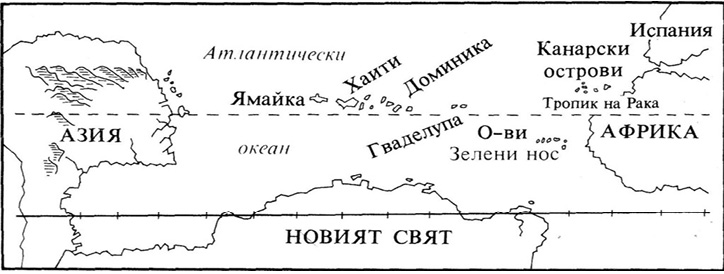 Испания
Атлантически
Канарски
острови
Хаити
Доминика
Ямайка
Тропик на Рака
АЗИЯ
океан
Гваделупа
О-ви
Зелени нос
АФРИКА
НОВИЯТ СВЯТ